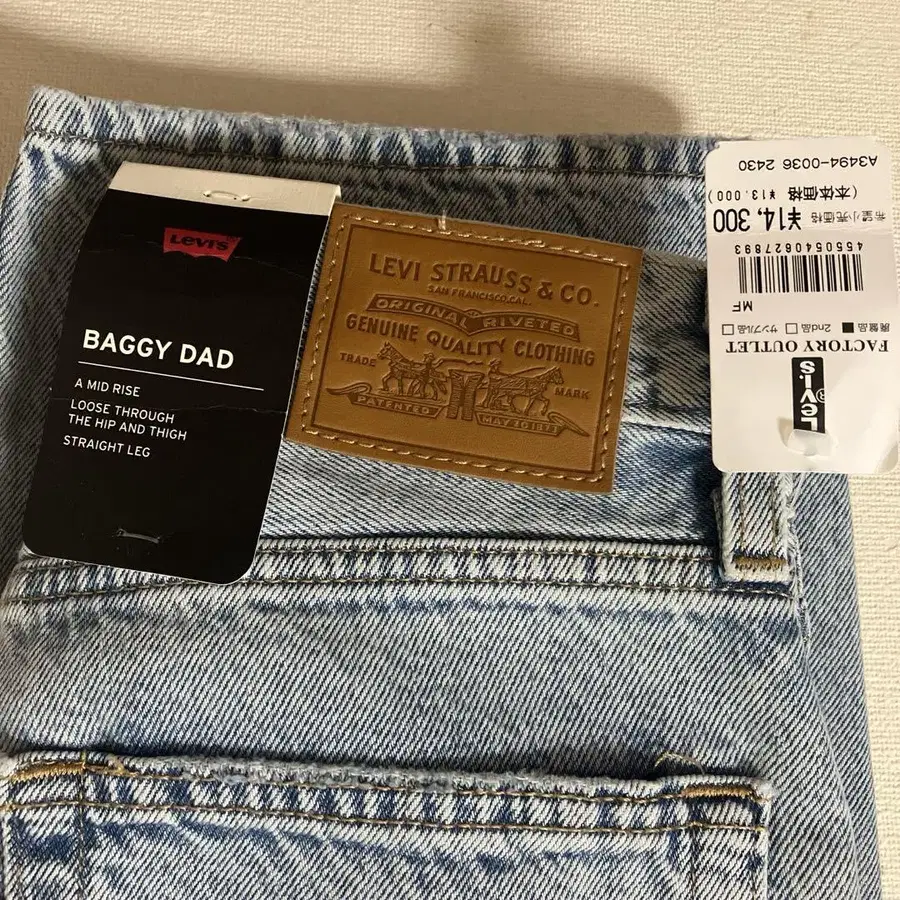 Levi's
BAGGY DAD
A MID RISE
LOOSE THROUGH
THE HIP AND THIGH
STRAIGHT LEG
LEVI STRAUSS & CO.
SAN FRANCISCO, CAL.
ORIGINAL RIVETED
GENUINE QUALITY CLOTHING
TRADE MARK
PATENTED MAY 20 1873
Levi's
R
FACTORY OUTLET
廃盤品 2nd品 サンプル品
MF
4550540627893
希望小売価格 ¥14,300
(本体価格 ¥13,000)
A3494-0036 2430